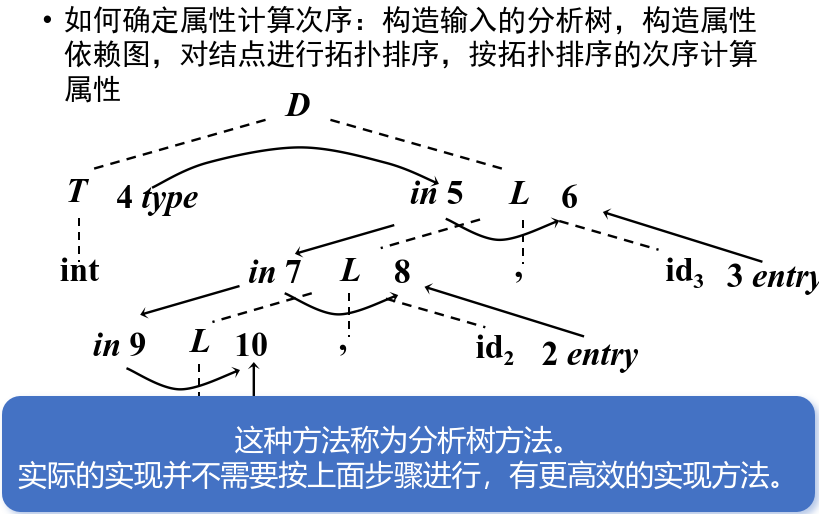 • 如何确定属性计算次序：构造输入的分析树，构造属性
依赖图，对结点进行拓扑排序，按拓扑排序的次序计算
属性
D
T 4 type in 5 L 6
int in 7 L 8 , id₃ 3 entry
in 9 L 10 , id₂ 2 entry
这种方法称为分析树方法。
实际的实现并不需要按上面步骤进行，有更高效的实现方法。